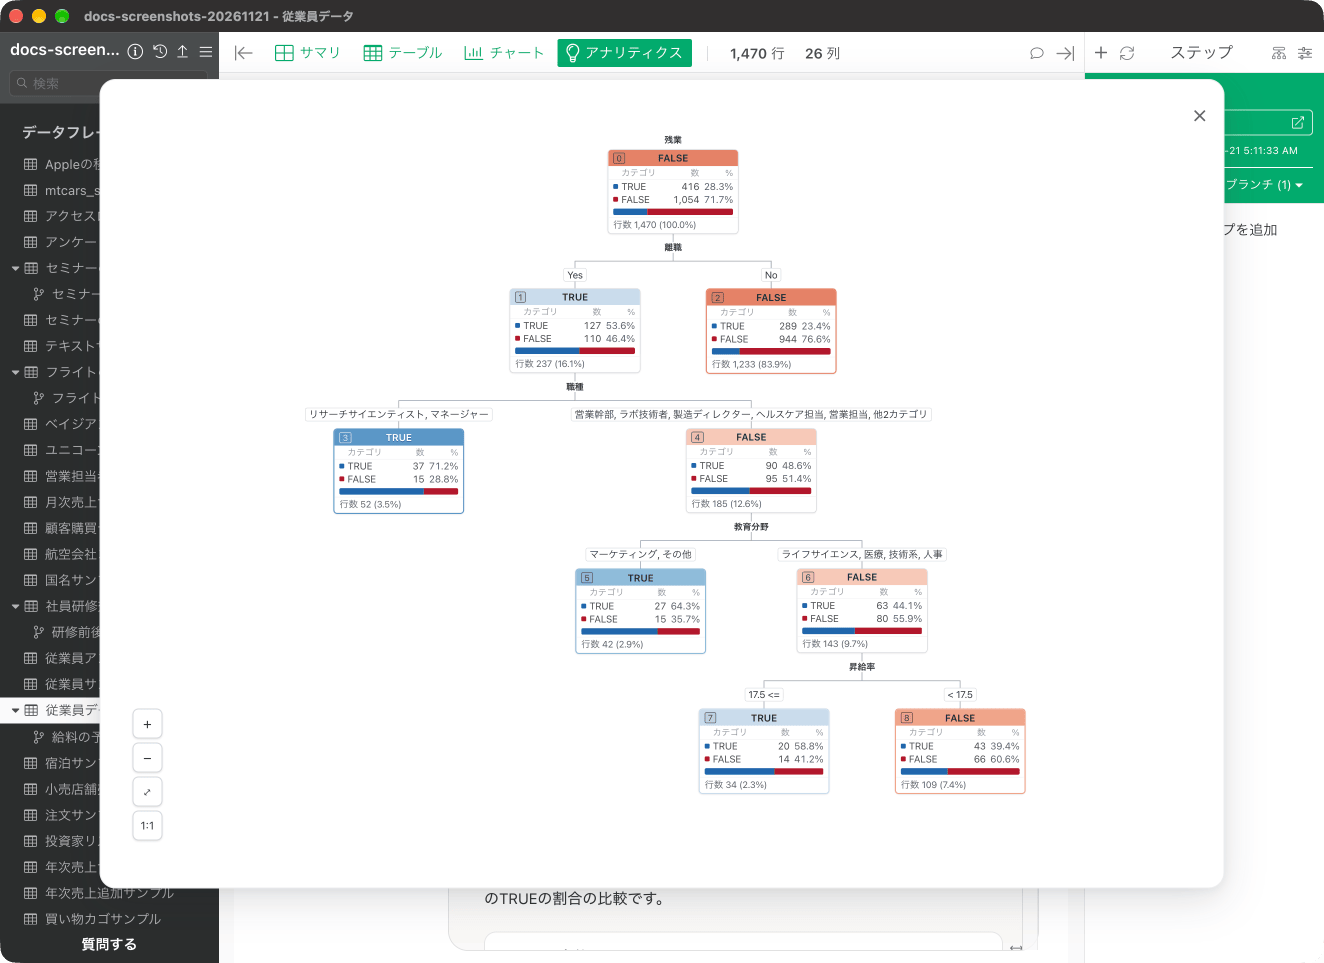 docs-screenshots-20261121 - 従業員データ
docs-screen...
サマリ
テーブル
チャート
アナリティクス
1,470 行
26 列
ステップ
検索
データフレ
Appleの
mtcars_s
アクセス
アンケー
セミナー
セミナー
セミナー
テキスト
フライト
フライト
ベイジア
ユニコー
営業担当
月次売上
顧客購買
航空会社
国名サン
社員研修
研修前後
従業員ア
従業員サ
従業員デ
給料の
宿泊サン
小売店舗
注文サン
投資家リ
年次売上
年次売上追加サンプル
買い物カゴサンプル
質問する
-21 5:11:33 AM
ブランチ (1)
プを追加
残業
0 FALSE
カテゴリ 数 %
TRUE 416 28.3%
FALSE 1,054 71.7%
行数 1,470 (100.0%)
離職
Yes
No
1 TRUE
カテゴリ 数 %
TRUE 127 53.6%
FALSE 110 46.4%
行数 237 (16.1%)
2 FALSE
カテゴリ 数 %
TRUE 289 23.4%
FALSE 944 76.6%
行数 1,233 (83.9%)
職種
リサーチサイエンティスト, マネージャー
営業幹部, ラボ技術者, 製造ディレクター, ヘルスケア担当, 営業担当, 他2カテゴリ
3 TRUE
カテゴリ 数 %
TRUE 37 71.2%
FALSE 15 28.8%
行数 52 (3.5%)
4 FALSE
カテゴリ 数 %
TRUE 90 48.6%
FALSE 95 51.4%
行数 185 (12.6%)
教育分野
マーケティング, その他
ライフサイエンス, 医療, 技術系, 人事
5 TRUE
カテゴリ 数 %
TRUE 27 64.3%
FALSE 15 35.7%
行数 42 (2.9%)
6 FALSE
カテゴリ 数 %
TRUE 63 44.1%
FALSE 80 55.9%
行数 143 (9.7%)
昇給率
17.5 <=
< 17.5
7 TRUE
カテゴリ 数 %
TRUE 20 58.8%
FALSE 14 41.2%
行数 34 (2.3%)
8 FALSE
カテゴリ 数 %
TRUE 43 39.4%
FALSE 66 60.6%
行数 109 (7.4%)
+
−
1:1
のTRUEの割合の比較です。